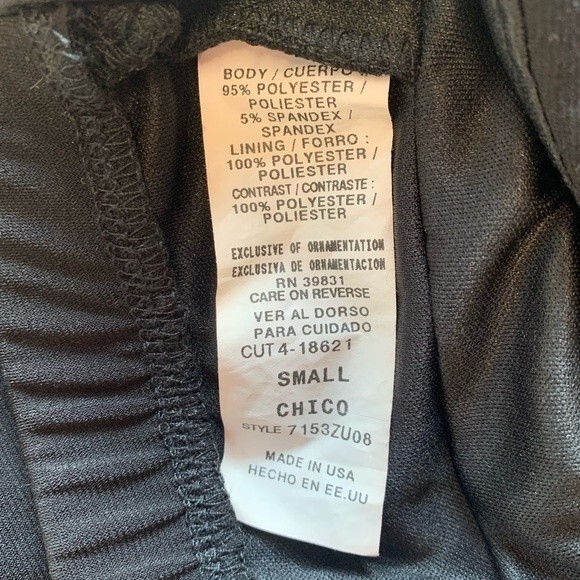 BODY / CUERPO
95% POLYESTER /
POLIESTER
5% SPANDEX /
SPANDEX
LINING / FORRO :
100% POLYESTER /
POLIESTER
CONTRAST / CONTRASTE :
100% POLYESTER /
POLIESTER
EXCLUSIVE OF ORNAMENTATION
EXCLUSIVA DE ORNAMENTACION
RN 39831
CARE ON REVERSE
VER AL DORSO
PARA CUIDADO
CUT 4-18621
SMALL
CHICO
STYLE 7153ZU08
MADE IN USA
HECHO EN EE.UU